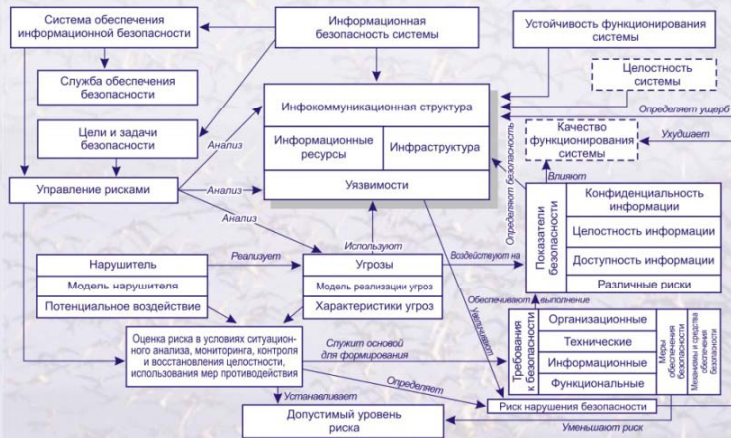 Система обеспечения
информационной безопасности
Информационная
безопасность системы
Устойчивость функционирования
системы
Служба обеспечения
безопасности
Целостность
системы
Инфокоммуникационная структура
Определяет ущерб
Цели и задачи
безопасности
Анализ
Информационные
ресурсы
Инфраструктура
Определяют безопасность
Качество
функционирования
системы
Ухудшает
Управление рисками
Анализ
Уязвимости
Влияют
Анализ
Показатели
безопасности
Конфиденциальность
информации
Целостность информации
Доступность информации
Различные риски
Используют
Нарушитель
Реализует
Угрозы
Воздействуют на
Модель нарушителя
Модель реализации угроз
Потенциальное воздействие
Характеристики угроз
Обеспечивают выполнение
Увеличивают
Оценка риска в условиях ситуацион-
ного анализа, мониторинга, контроля
и восстановления целостности,
использования мер противодействия
Служит основой
для формирования
Требования
к безопасности
Организационные
Технические
Информационные
Функциональные
Меры
обеспечения
безопасности
Механизмы и средства
обеспечения
безопасности
Определяет
Устанавливает
Риск нарушения безопасности
Допустимый уровень
риска
Уменьшают риск